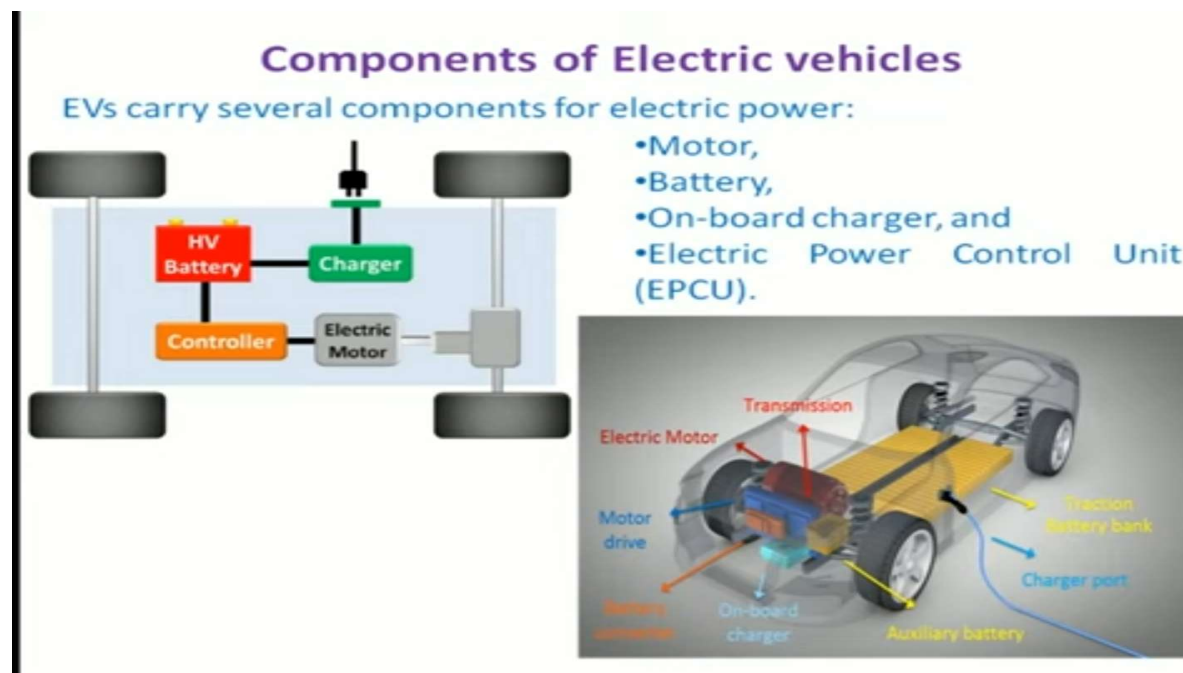 Components of Electric vehicles
EVs carry several components for electric power:
•Motor,
•Battery,
•On-board charger, and
•Electric Power Control Unit
(EPCU).
HV
Battery
Charger
Controller
Electric
Motor
Transmission
Electric Motor
Motor
drive
Battery
converter
On-board
charger
Traction
Battery bank
Charger port
Auxiliary battery